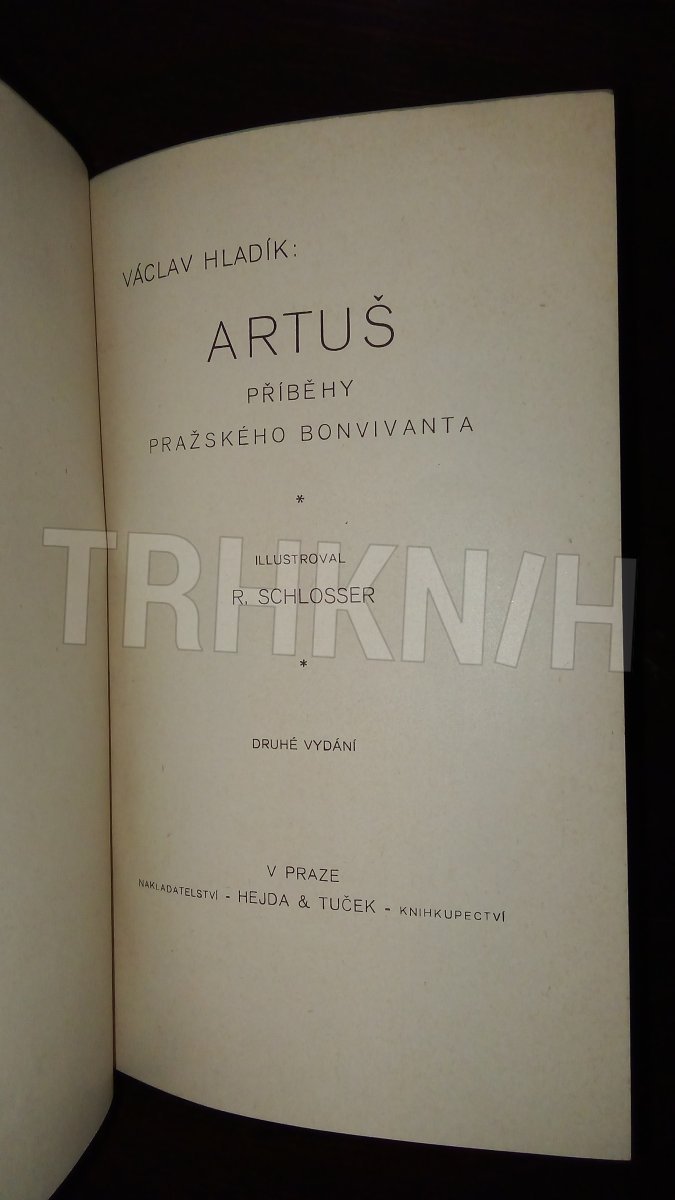 VÁCLAV HLADÍK:
ARTUŠ
PŘÍBĚHY
PRAŽSKÉHO BONVIVANTA
*
ILLUSTROVAL
R. SCHLOSSER
TRHKNIH
*
DRUHÉ VYDÁNÍ
V PRAZE
NAKLADATELSTVÍ - HEJDA & TUČEK - KNIHKUPECTVÍ